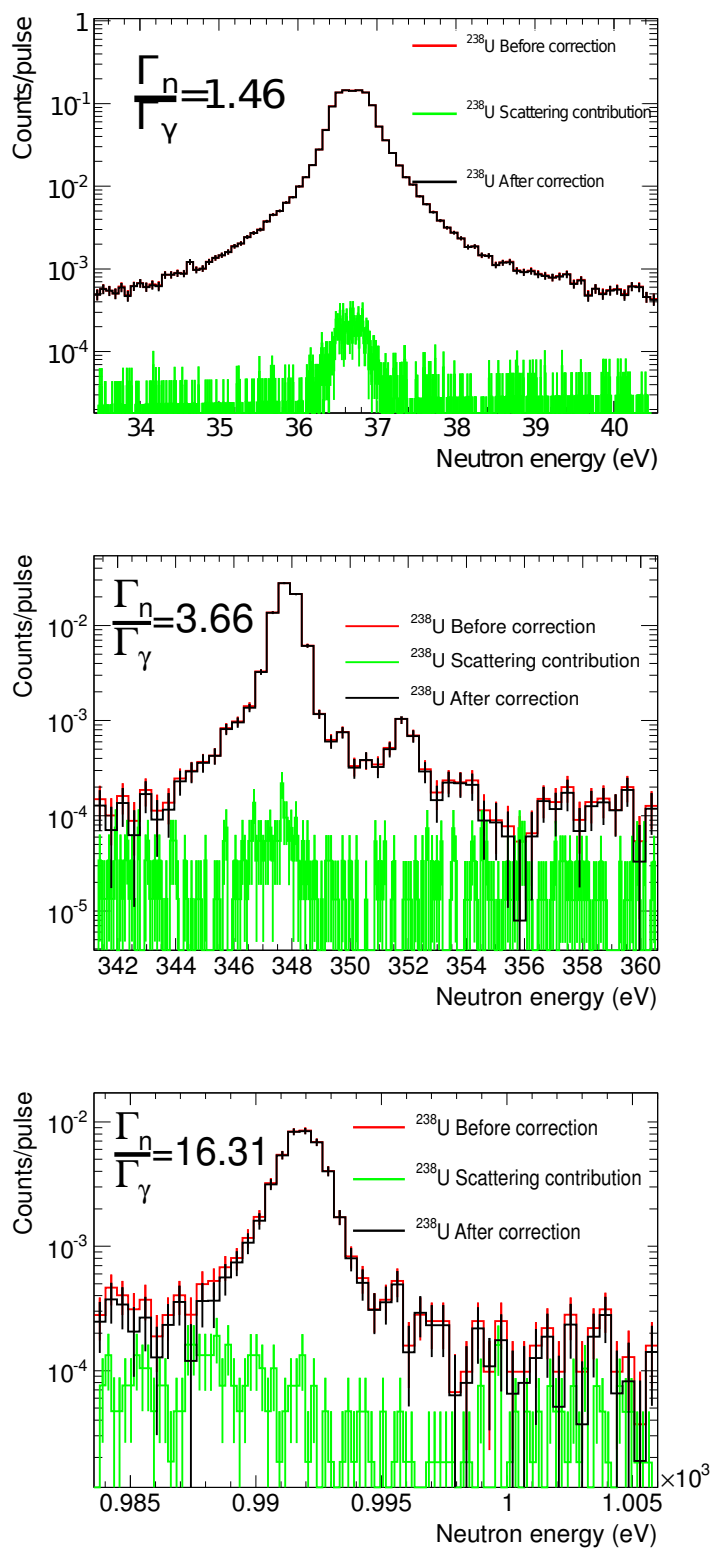 1
²³⁸U Before correction
Counts/pulse
Γn/Γγ=1.46
10⁻¹
²³⁸U Scattering contribution
²³⁸U After correction
10⁻²
10⁻³
10⁻⁴
34 35 36 37 38 39 40
Neutron energy (eV)
Counts/pulse
Γn/Γγ=3.66
10⁻²
²³⁸U Before correction
²³⁸U Scattering contribution
²³⁸U After correction
10⁻³
10⁻⁴
10⁻⁵
342 344 346 348 350 352 354 356 358 360
Neutron energy (eV)
Counts/pulse
10⁻²
Γn/Γγ=16.31
²³⁸U Before correction
²³⁸U Scattering contribution
²³⁸U After correction
10⁻³
10⁻⁴
0.985 0.99 0.995 1 1.005 ×10³
Neutron energy (eV)